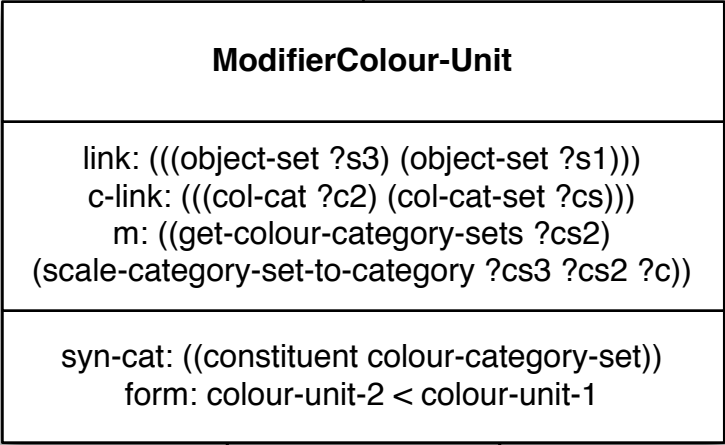 ModifierColour-Unit
link: (((object-set ?s3) (object-set ?s1)))
c-link: (((col-cat ?c2) (col-cat-set ?cs)))
m: ((get-colour-category-sets ?cs2)
(scale-category-set-to-category ?cs3 ?cs2 ?c))
syn-cat: ((constituent colour-category-set))
form: colour-unit-2 < colour-unit-1